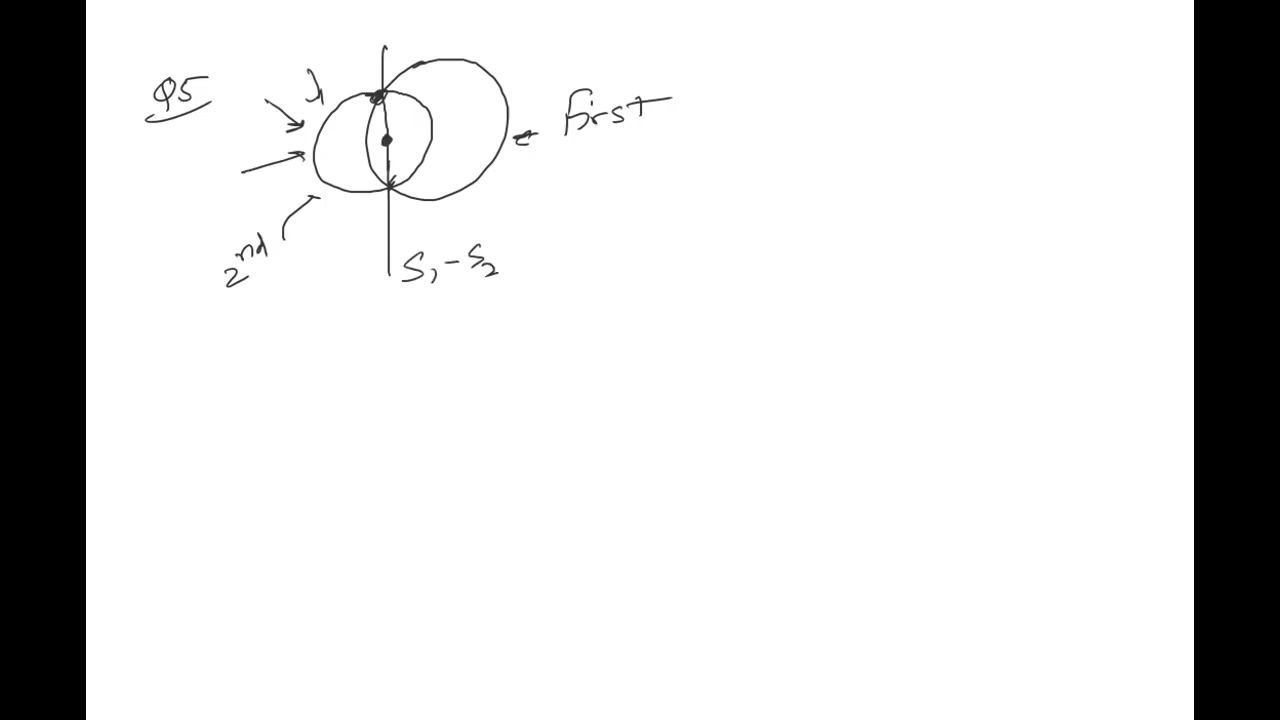 Q5
First
2nd
S₁ - S₂